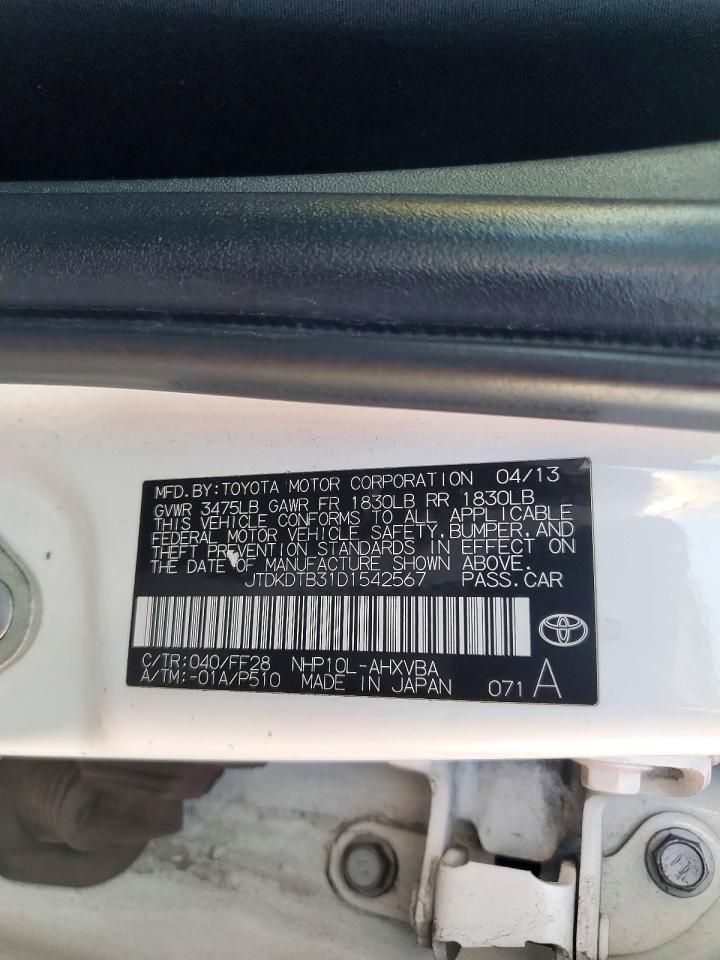 MFD. BY: TOYOTA MOTOR CORPORATION 04/13
GVWR 3475LB GAWR FR 1830LB RR 1830LB
THIS VEHICLE CONFORMS TO ALL APPLICABLE
FEDERAL MOTOR VEHICLE SAFETY, BUMPER, AND
THEFT PREVENTION STANDARDS IN EFFECT ON
THE DATE OF MANUFACTURE SHOWN ABOVE.
JTDKDTB31D1542567 PASS. CAR
C/TR: 040/FF28 NHP10L-AHXVBA
A/TM: -01A/P510 MADE IN JAPAN 071 A